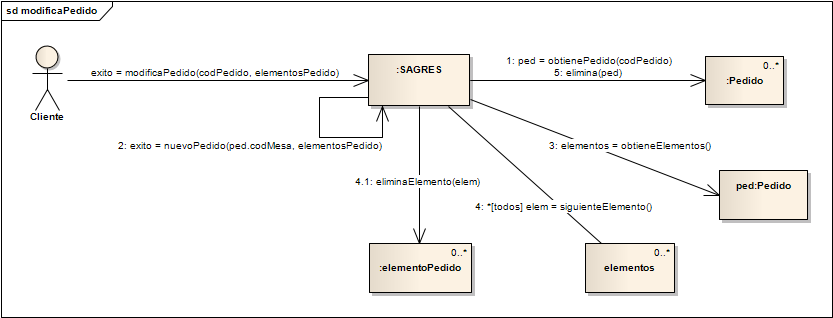 sd modificaPedido
Cliente
exito = modificaPedido(codPedido, elementosPedido)
:SAGRES
1: ped = obtienePedido(codPedido)
5: elimina(ped)
0..*
:Pedido
2: exito = nuevoPedido(ped.codMesa, elementosPedido)
3: elementos = obtieneElementos()
ped:Pedido
4.1: eliminaElemento(elem)
4: *[todos] elem = siguienteElemento()
0..*
:elementoPedido
0..*
elementos